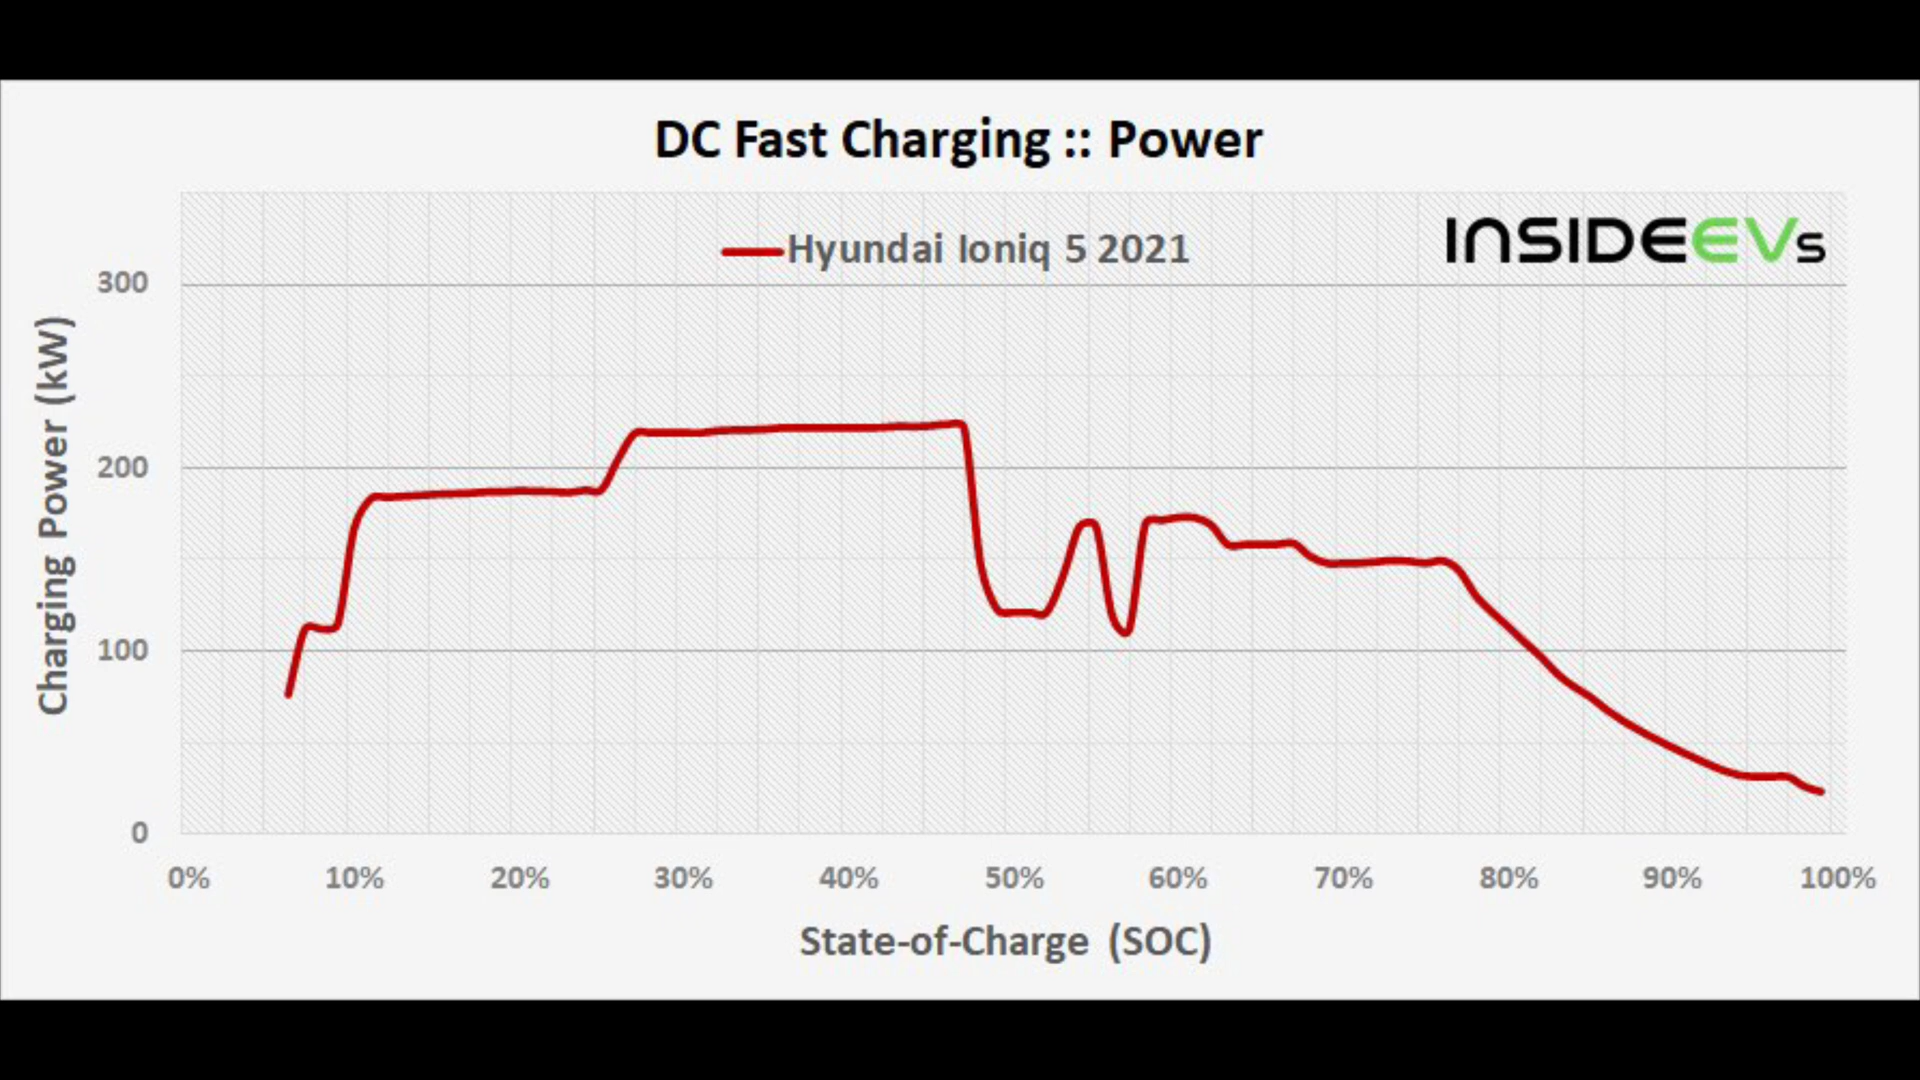 DC Fast Charging :: Power
Hyundai Ioniq 5 2021
INSIDEEVs
Charging Power (kW)
300
200
100
0
0% 10% 20% 30% 40% 50% 60% 70% 80% 90% 100%
State-of-Charge (SOC)